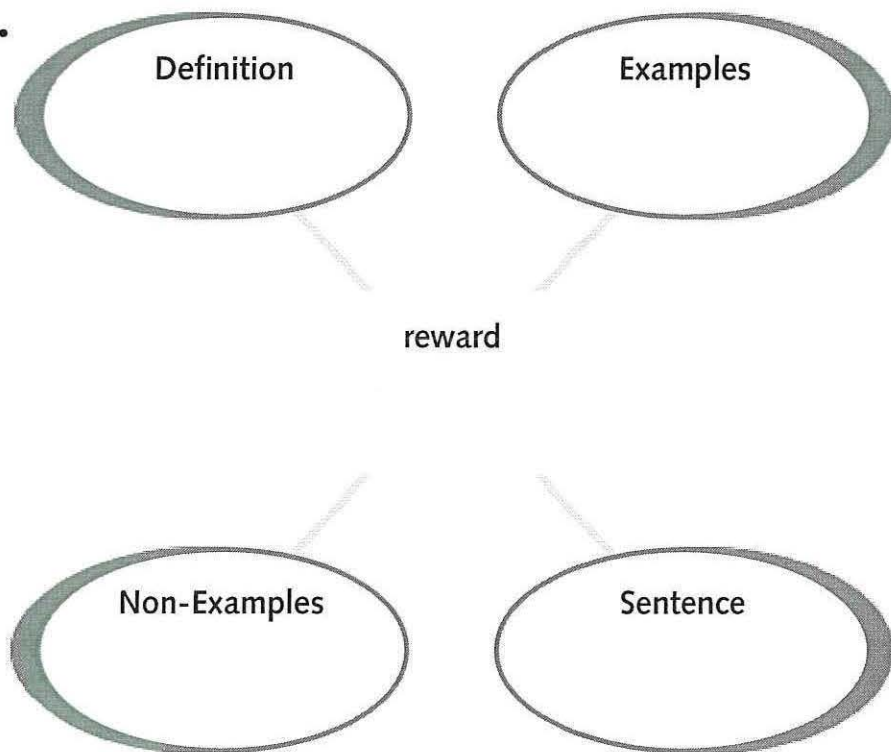 Definition
Examples
reward
Non-Examples
Sentence